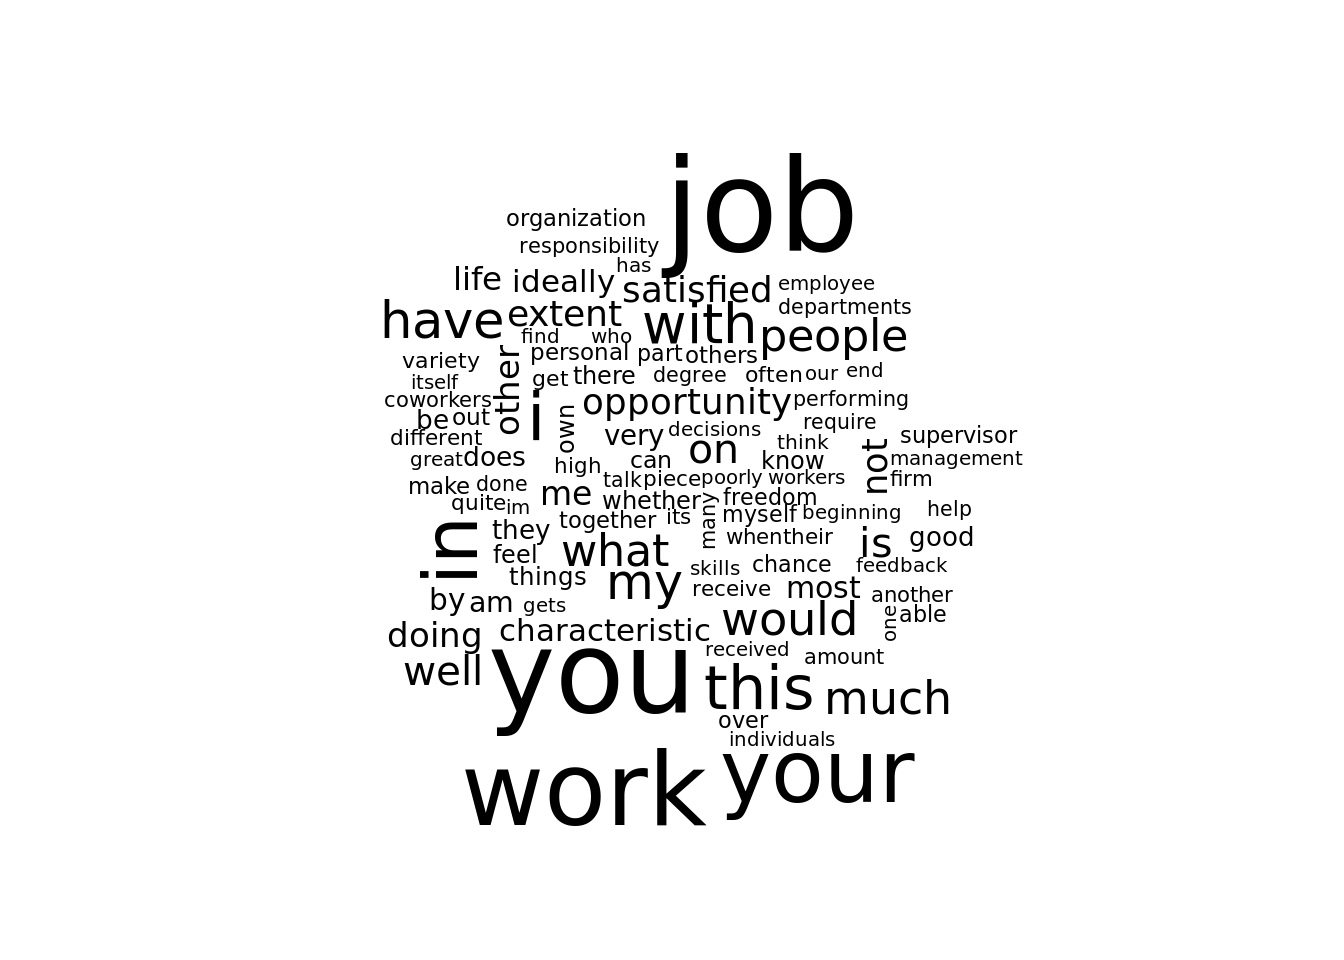 job
organization
responsibility
has
life ideally satisfied employee
departments
have extent with people
find who
variety other personal part others
itself get there degree often our end
coworkers i own opportunity performing
be out very decisions on require
different think not supervisor
great does high can know management
make done me talk piece poorly workers firm
quite im whether many freedom
in they together its myself beginning help
feel what when their is good
things my skills chance feedback
by am gets receive most another
doing characteristic would one able
well you received amount
this much
over
individuals
work your